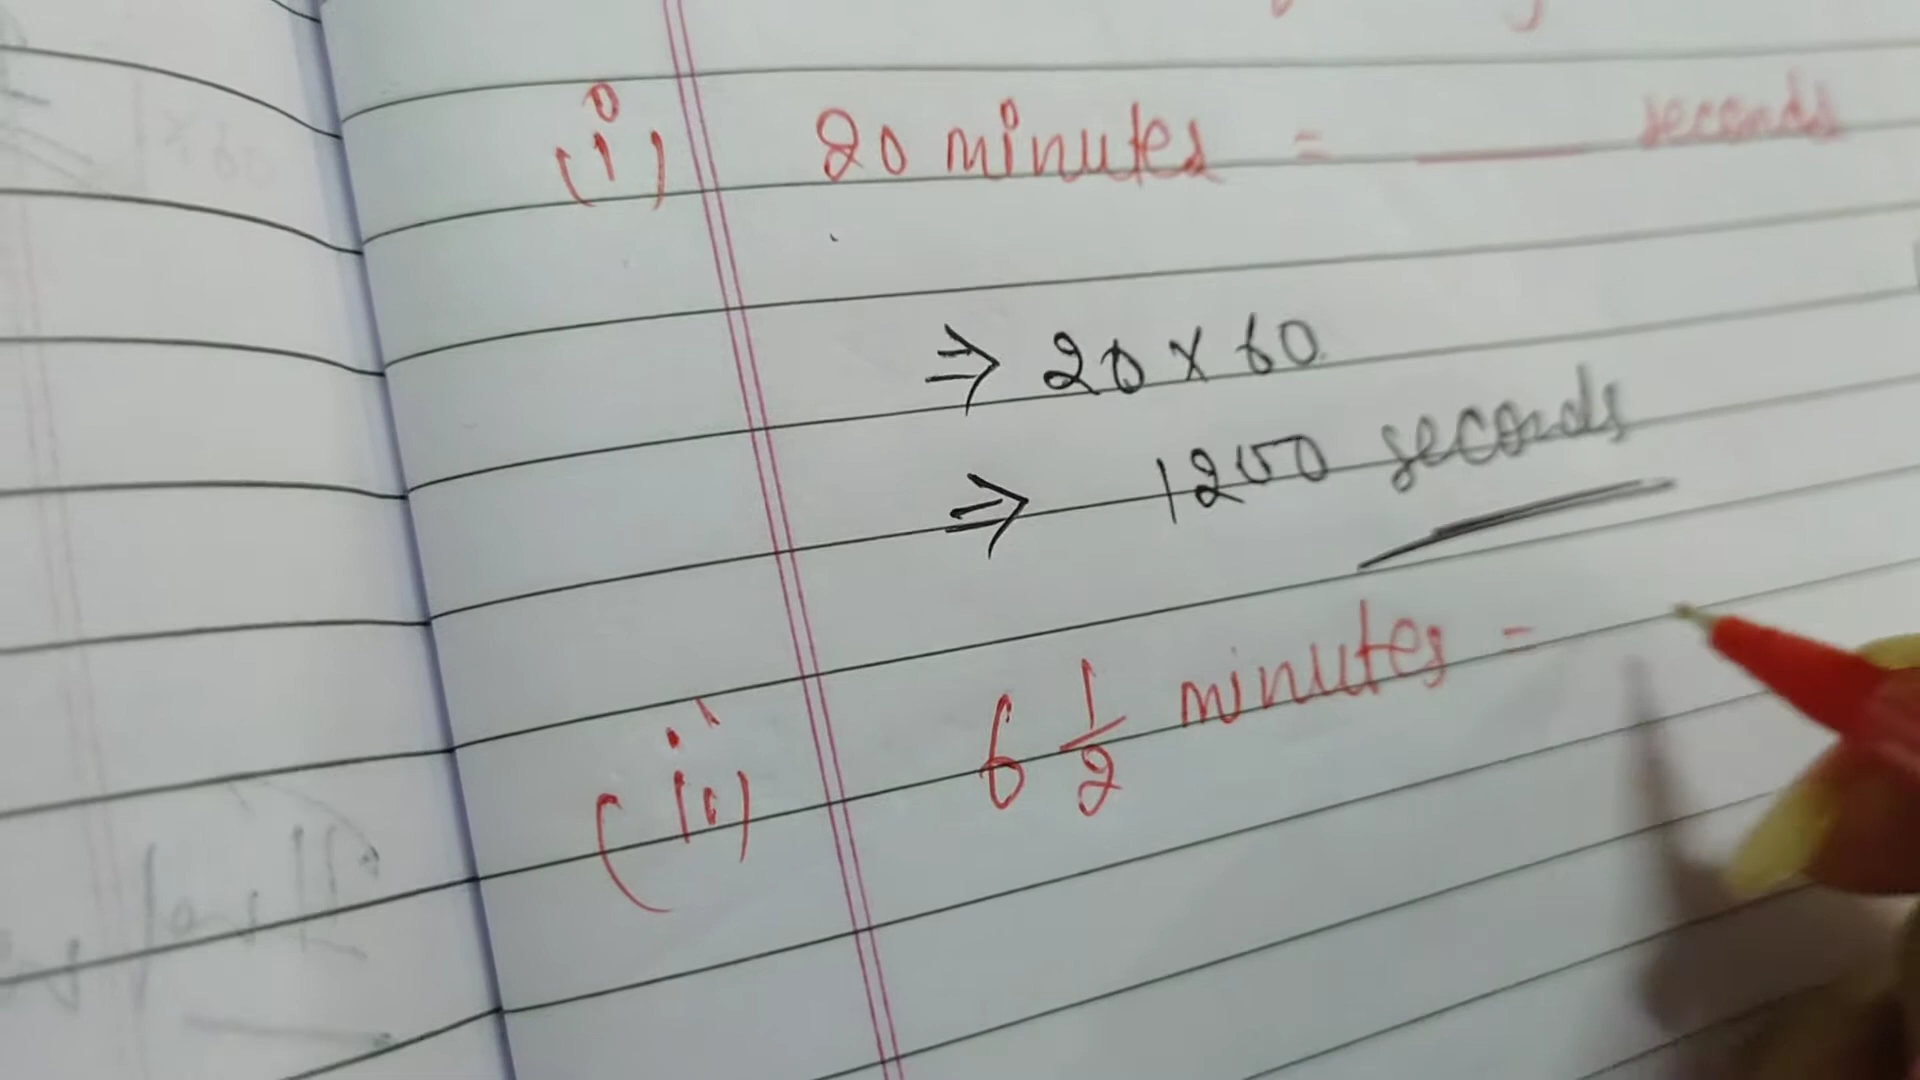 (i) 20 minutes = ____ seconds
⇒ 20 x 60
⇒ 1200 seconds
(ii) 6 1/2 minutes =